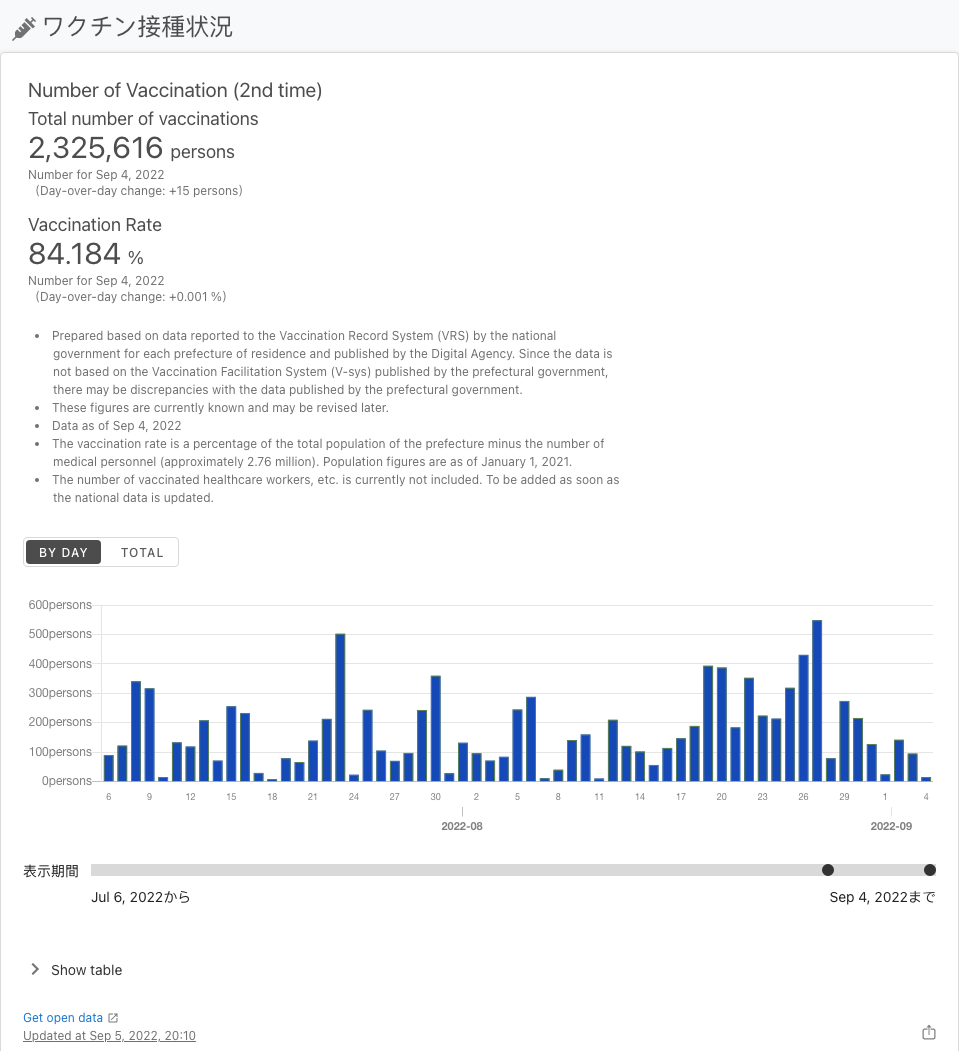 ワクチン接種状況
Number of Vaccination (2nd time)
Total number of vaccinations
2,325,616 persons
Number for Sep 4, 2022
(Day-over-day change: +15 persons)
Vaccination Rate
84.184 %
Number for Sep 4, 2022
(Day-over-day change: +0.001 %)
• Prepared based on data reported to the Vaccination Record System (VRS) by the national
government for each prefecture of residence and published by the Digital Agency. Since the data is
not based on the Vaccination Facilitation System (V-sys) published by the prefectural government,
there may be discrepancies with the data published by the prefectural government.
• These figures are currently known and may be revised later.
• Data as of Sep 4, 2022
• The vaccination rate is a percentage of the total population of the prefecture minus the number of
medical personnel (approximately 2.76 million). Population figures are as of January 1, 2021.
• The number of vaccinated healthcare workers, etc. is currently not included. To be added as soon as
the national data is updated.
BY DAY TOTAL
600persons
500persons
400persons
300persons
200persons
100persons
0persons
6 9 12 15 18 21 24 27 30 2 5 8 11 14 17 20 23 26 29 1 4
2022-08 2022-09
表示期間
Jul 6, 2022から Sep 4, 2022まで
Show table
Get open data
Updated at Sep 5, 2022, 20:10